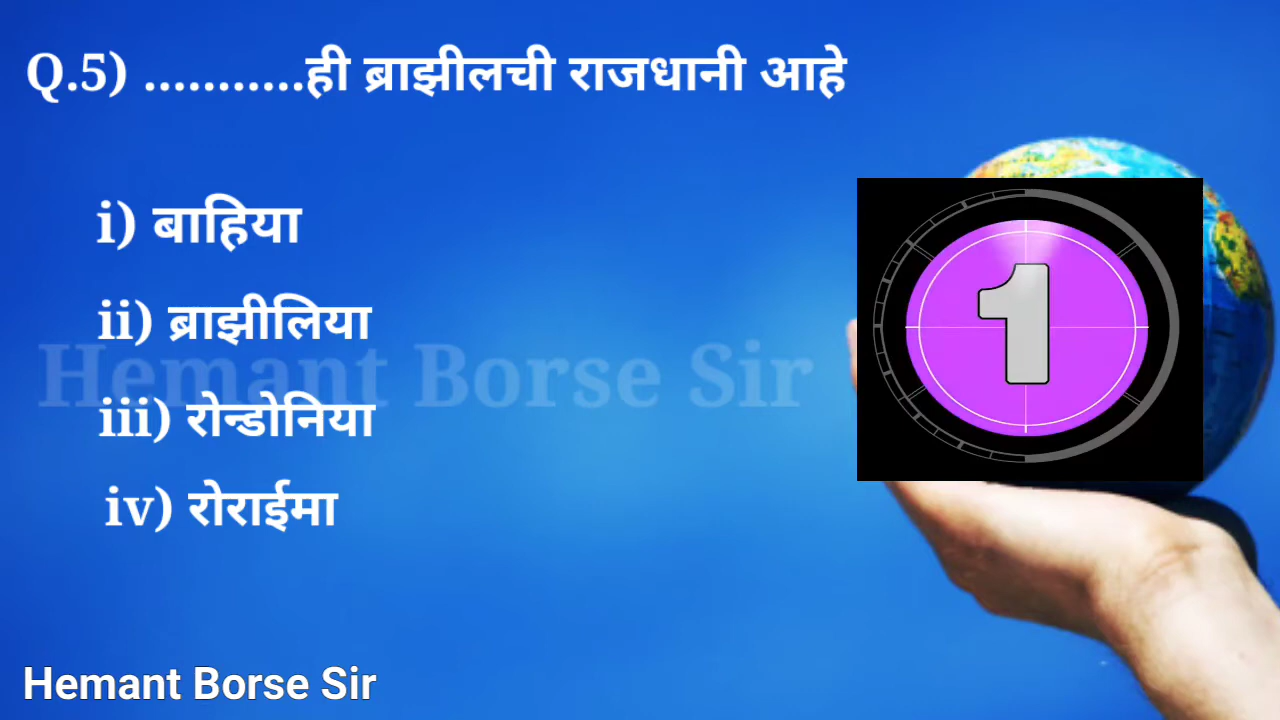 Q.5) ...........ही ब्राझीलची राजधानी आहे
i) बाहिया
ii) ब्राझीलिया
Hemant Borse Sir
iii) रोन्डोनिया
iv) रोराईमा
1
Hemant Borse Sir